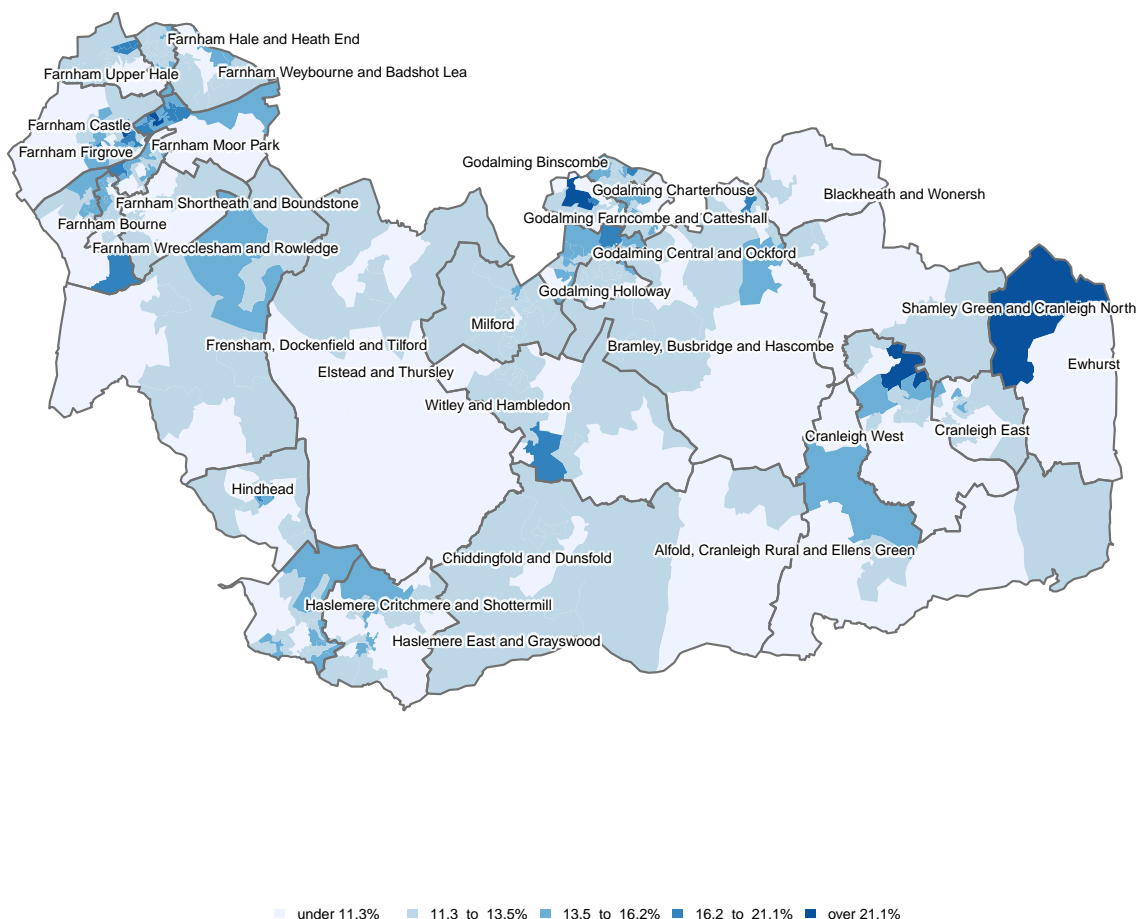 Farnham Hale and Heath End
Farnham Upper Hale
Farnham Weybourne and Badshot Lea
Farnham Castle
Farnham Firgrove
Farnham Moor Park
Godalming Binscombe
Godalming Charterhouse
Blackheath and Wonersh
Farnham Shortheath and Boundstone
Godalming Farncombe and Catteshall
Farnham Bourne
Farnham Wrecclesham and Rowledge
Godalming Central and Ockford
Godalming Holloway
Shamley Green and Cranleigh North
Milford
Frensham, Dockenfield and Tilford
Bramley, Busbridge and Hascombe
Ewhurst
Elstead and Thursley
Witley and Hambledon
Cranleigh West
Cranleigh East
Hindhead
Chiddingfold and Dunsfold
Alfold, Cranleigh Rural and Ellens Green
Haslemere Critchmere and Shottermill
Haslemere East and Grayswood
under 11.3% 11.3 to 13.5% 13.5 to 16.2% 16.2 to 21.1% over 21.1%